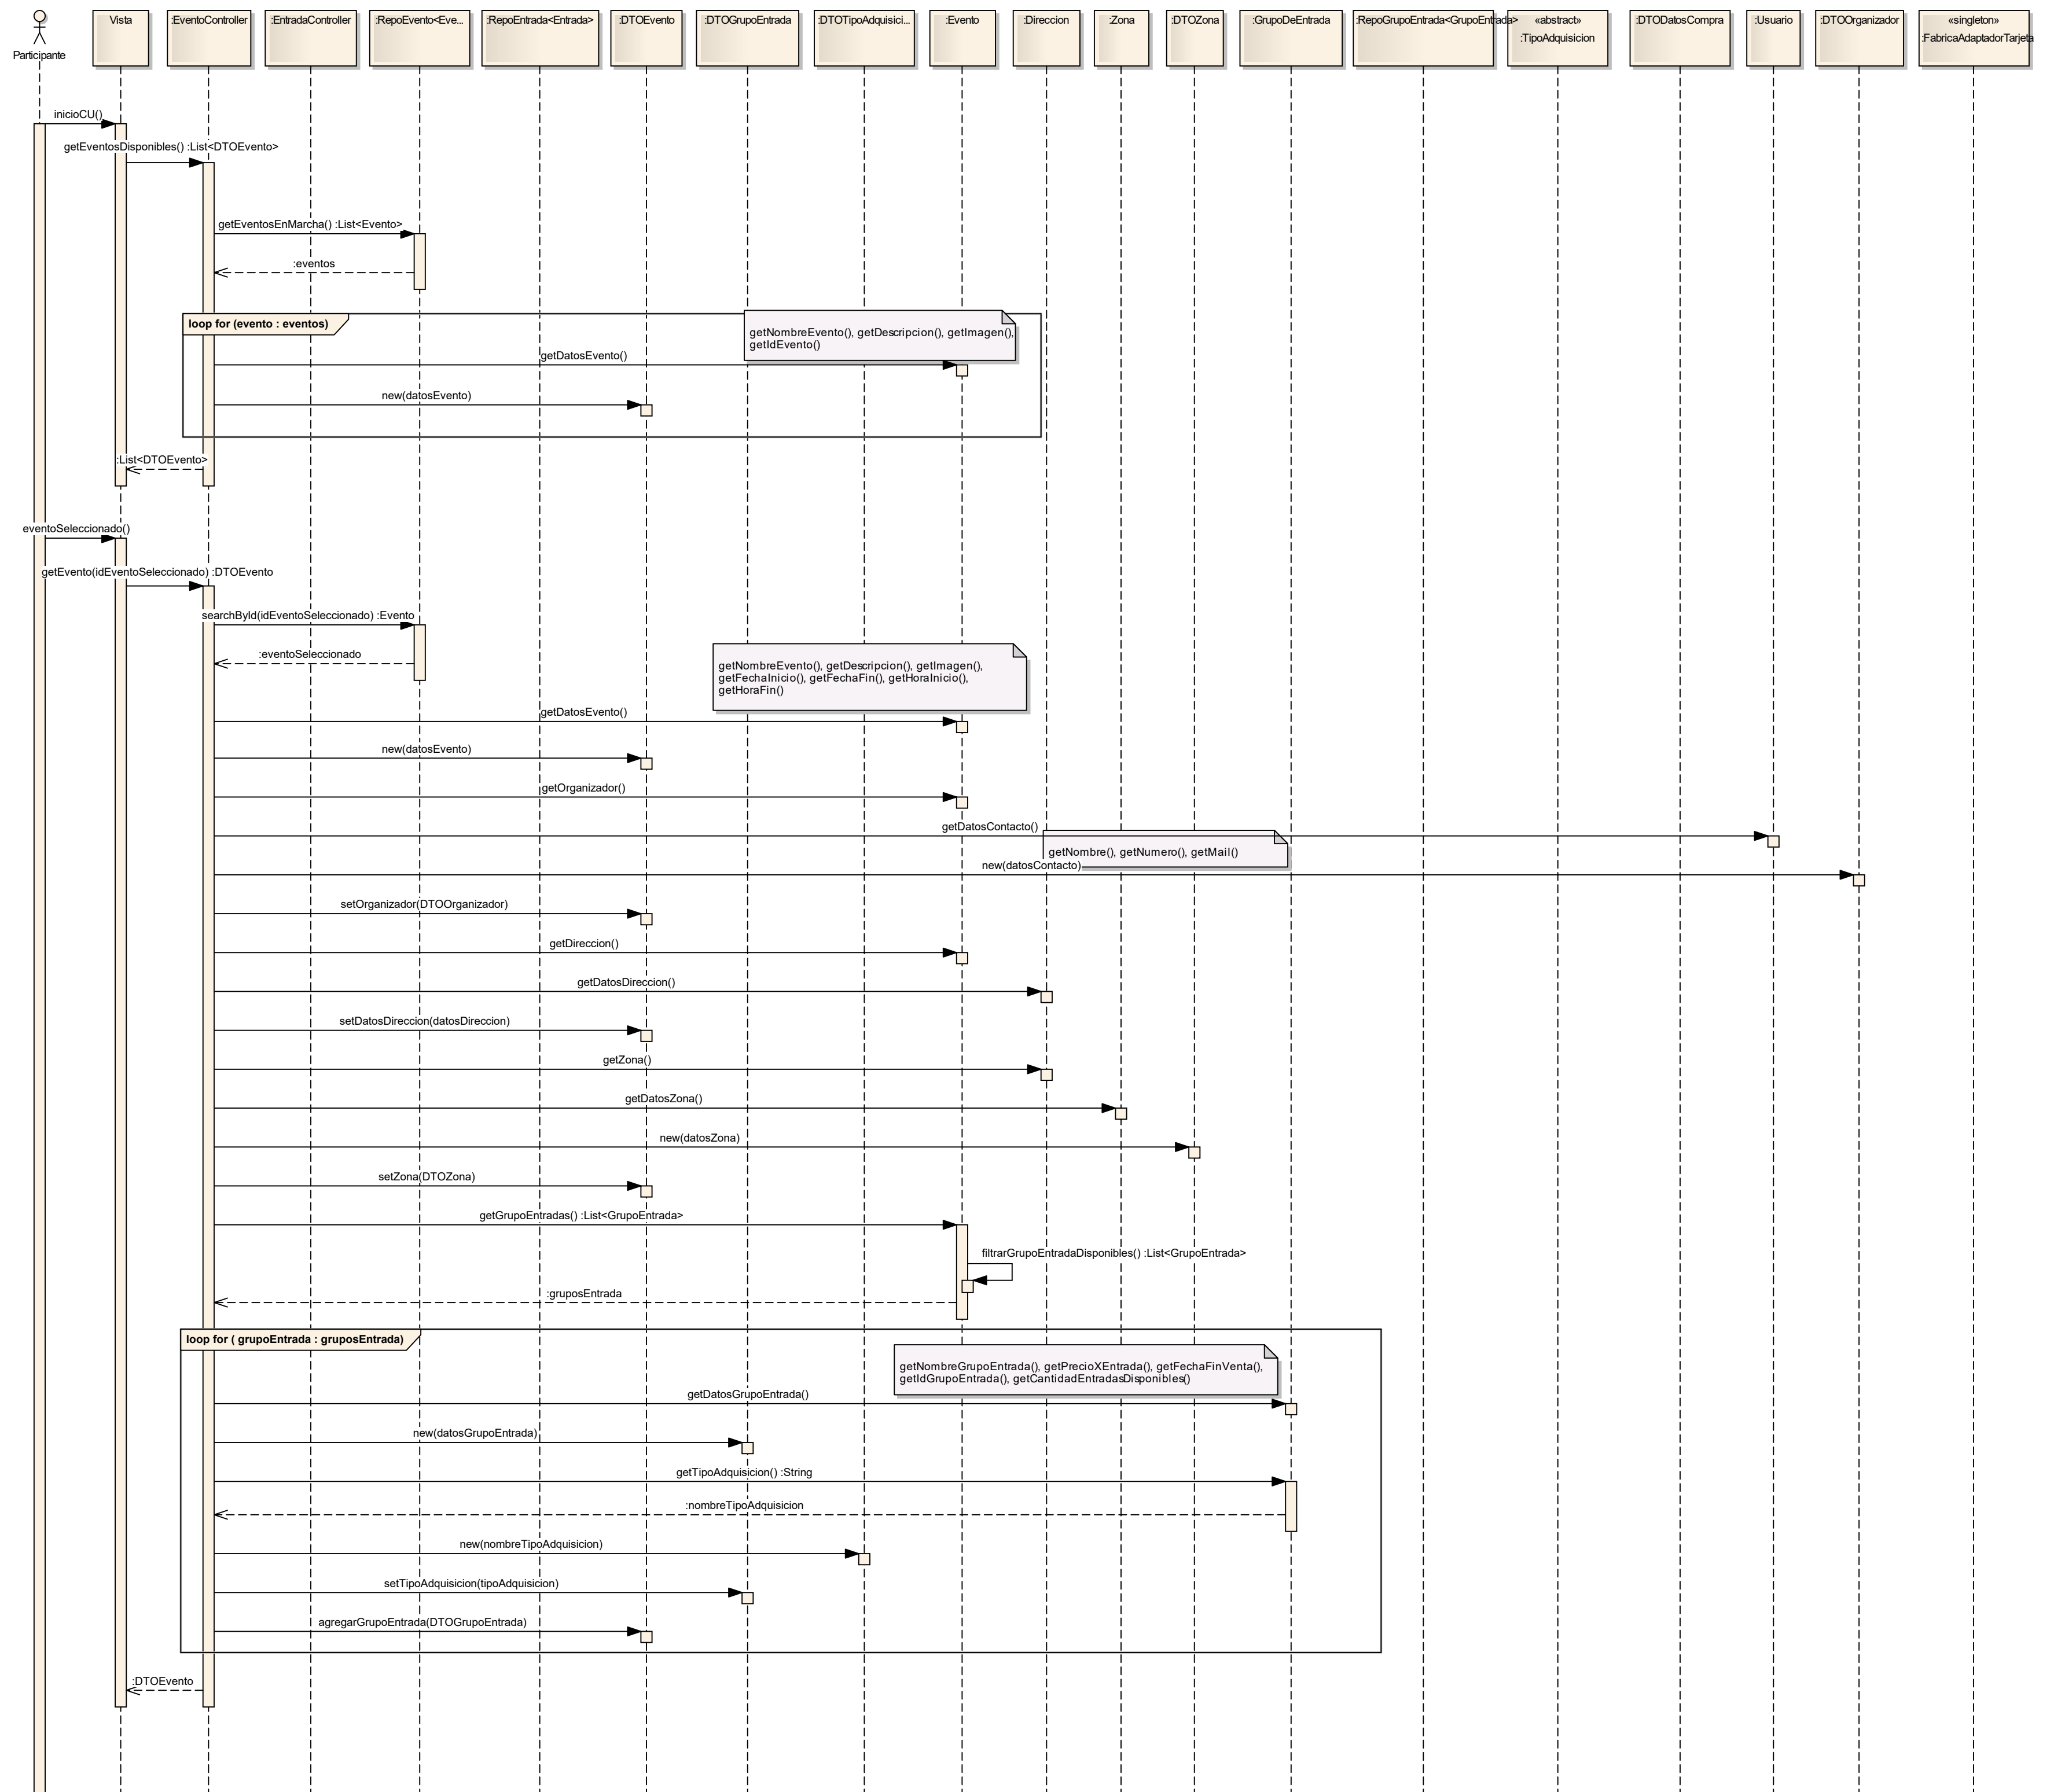 Participante
Vista
:EventoController
:EntradaController
:RepoEvento<Eve...
:RepoEntrada<Entrada>
:DTOEvento
:DTOGrupoEntrada
:DTOTipoAdquisici...
:Evento
:Direccion
:Zona
:DTOZona
:GrupoDeEntrada
:RepoGrupoEntrada<GrupoEntrada>
«abstract»
:TipoAdquisicion
:DTODatosCompra
:Usuario
:DTOOrganizador
«singleton»
:FabricaAdaptadorTarjeta
inicioCU()
getEventosDisponibles() :List<DTOEvento>
getEventosEnMarcha() :List<Evento>
:eventos
loop for (evento : eventos)
getNombreEvento(), getDescripcion(), getImagen(),
getIdEvento()
getDatosEvento()
new(datosEvento)
:List<DTOEvento>
eventoSeleccionado()
getEvento(idEventoSeleccionado) :DTOEvento
searchById(idEventoSeleccionado) :Evento
:eventoSeleccionado
getNombreEvento(), getDescripcion(), getImagen(),
getFechaInicio(), getFechaFin(), getHoraInicio(),
getHoraFin()
getDatosEvento()
new(datosEvento)
getOrganizador()
getDatosContacto()
getNombre(), getNumero(), getMail()
new(datosContacto)
setOrganizador(DTOOrganizador)
getDireccion()
getDatosDireccion()
setDatosDireccion(datosDireccion)
getZona()
getDatosZona()
new(datosZona)
setZona(DTOZona)
getGrupoEntradas() :List<GrupoEntrada>
filtrarGrupoEntradaDisponibles() :List<GrupoEntrada>
:gruposEntrada
loop for ( grupoEntrada : gruposEntrada)
getNombreGrupoEntrada(), getPrecioXEntrada(), getFechaFinVenta(),
getIdGrupoEntrada(), getCantidadEntradasDisponibles()
getDatosGrupoEntrada()
new(datosGrupoEntrada)
getTipoAdquisicion() :String
:nombreTipoAdquisicion
new(nombreTipoAdquisicion)
setTipoAdquisicion(tipoAdquisicion)
agregarGrupoEntrada(DTOGrupoEntrada)
:DTOEvento